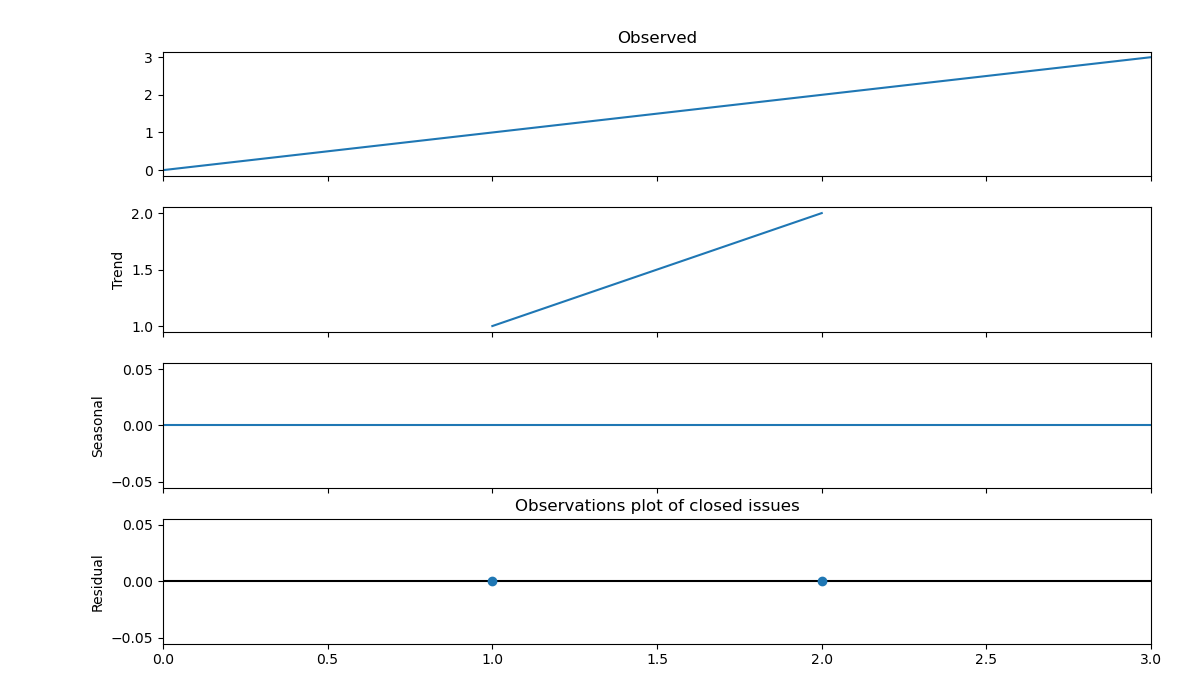 Observed
3
2
1
0
Trend
2.0
1.5
1.0
Seasonal
0.05
0.00
−0.05
Observations plot of closed issues
Residual
0.05
0.00
−0.05
0.0 0.5 1.0 1.5 2.0 2.5 3.0